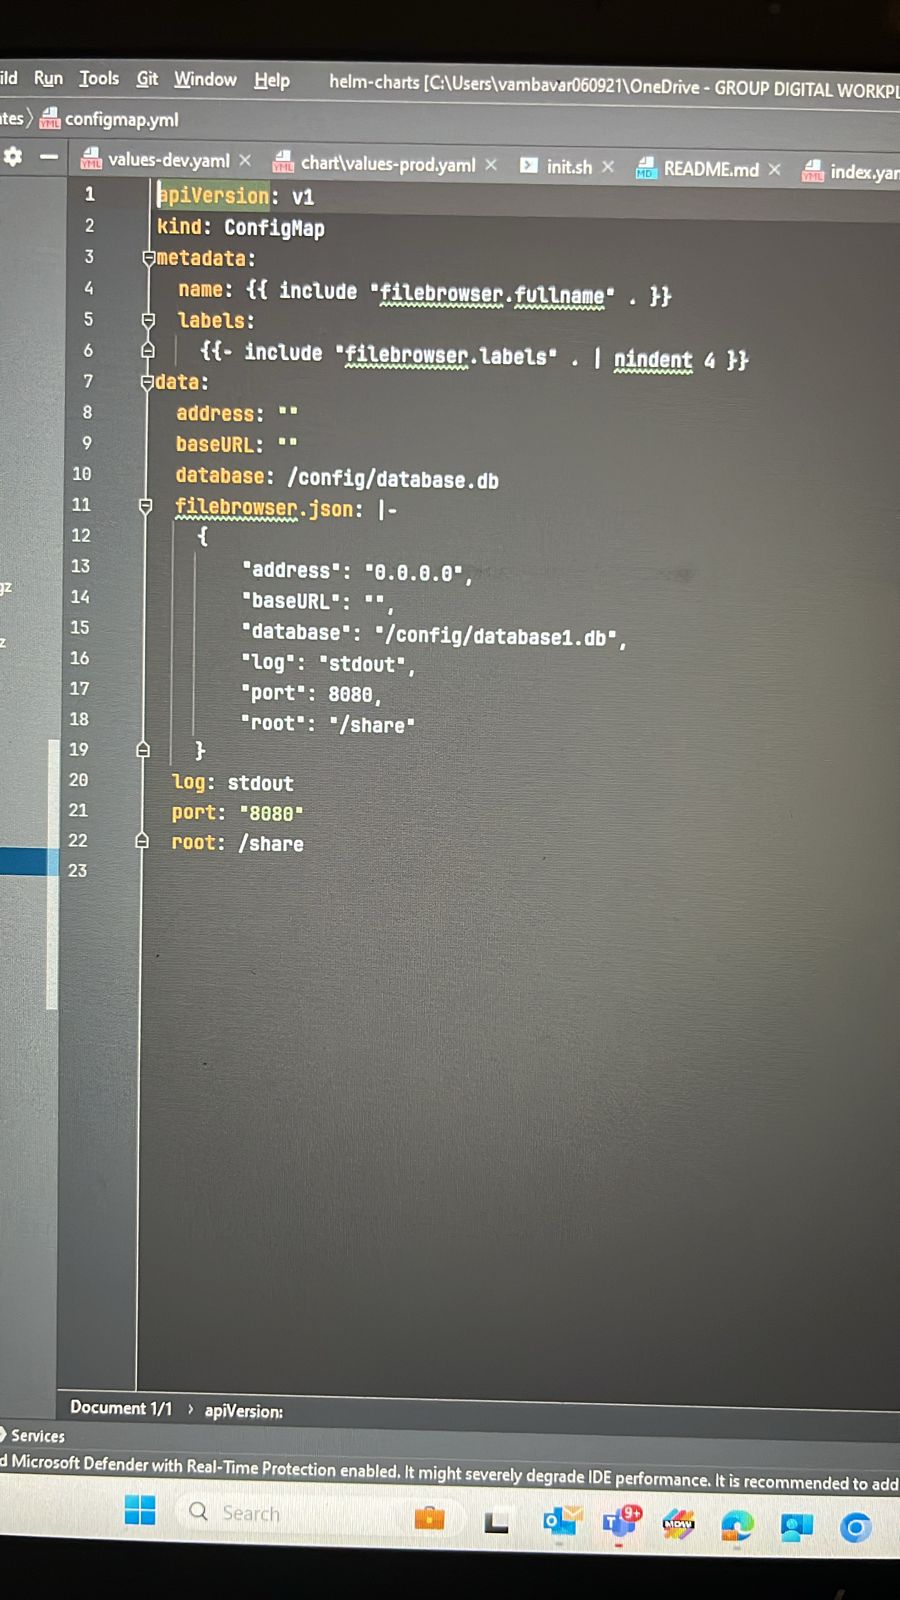 ild Run Tools Git Window Help helm-charts [C:\Users\vambavar060921\OneDrive - GROUP DIGITAL WORKPL
ates configmap.yml
values-dev.yaml chart\values-prod.yaml init.sh README.md index.yar
1 apiVersion: v1
2 kind: ConfigMap
3 metadata:
4 name: {{ include "filebrowser.fullname" . }}
5 labels:
6 {{- include "filebrowser.labels" . | nindent 4 }}
7 data:
8 address: ""
9 baseURL: ""
10 database: /config/database.db
11 filebrowser.json: |-
12 {
13 "address": "0.0.0.0",
14 "baseURL": "",
15 "database": "/config/database1.db",
16 "log": "stdout",
17 "port": 8080,
18 "root": "/share"
19 }
20 log: stdout
21 port: "8080"
22 root: /share
23
gz
z
Document 1/1 › apiVersion:
Services
d Microsoft Defender with Real-Time Protection enabled. It might severely degrade IDE performance. It is recommended to add
Search
9+
MDW